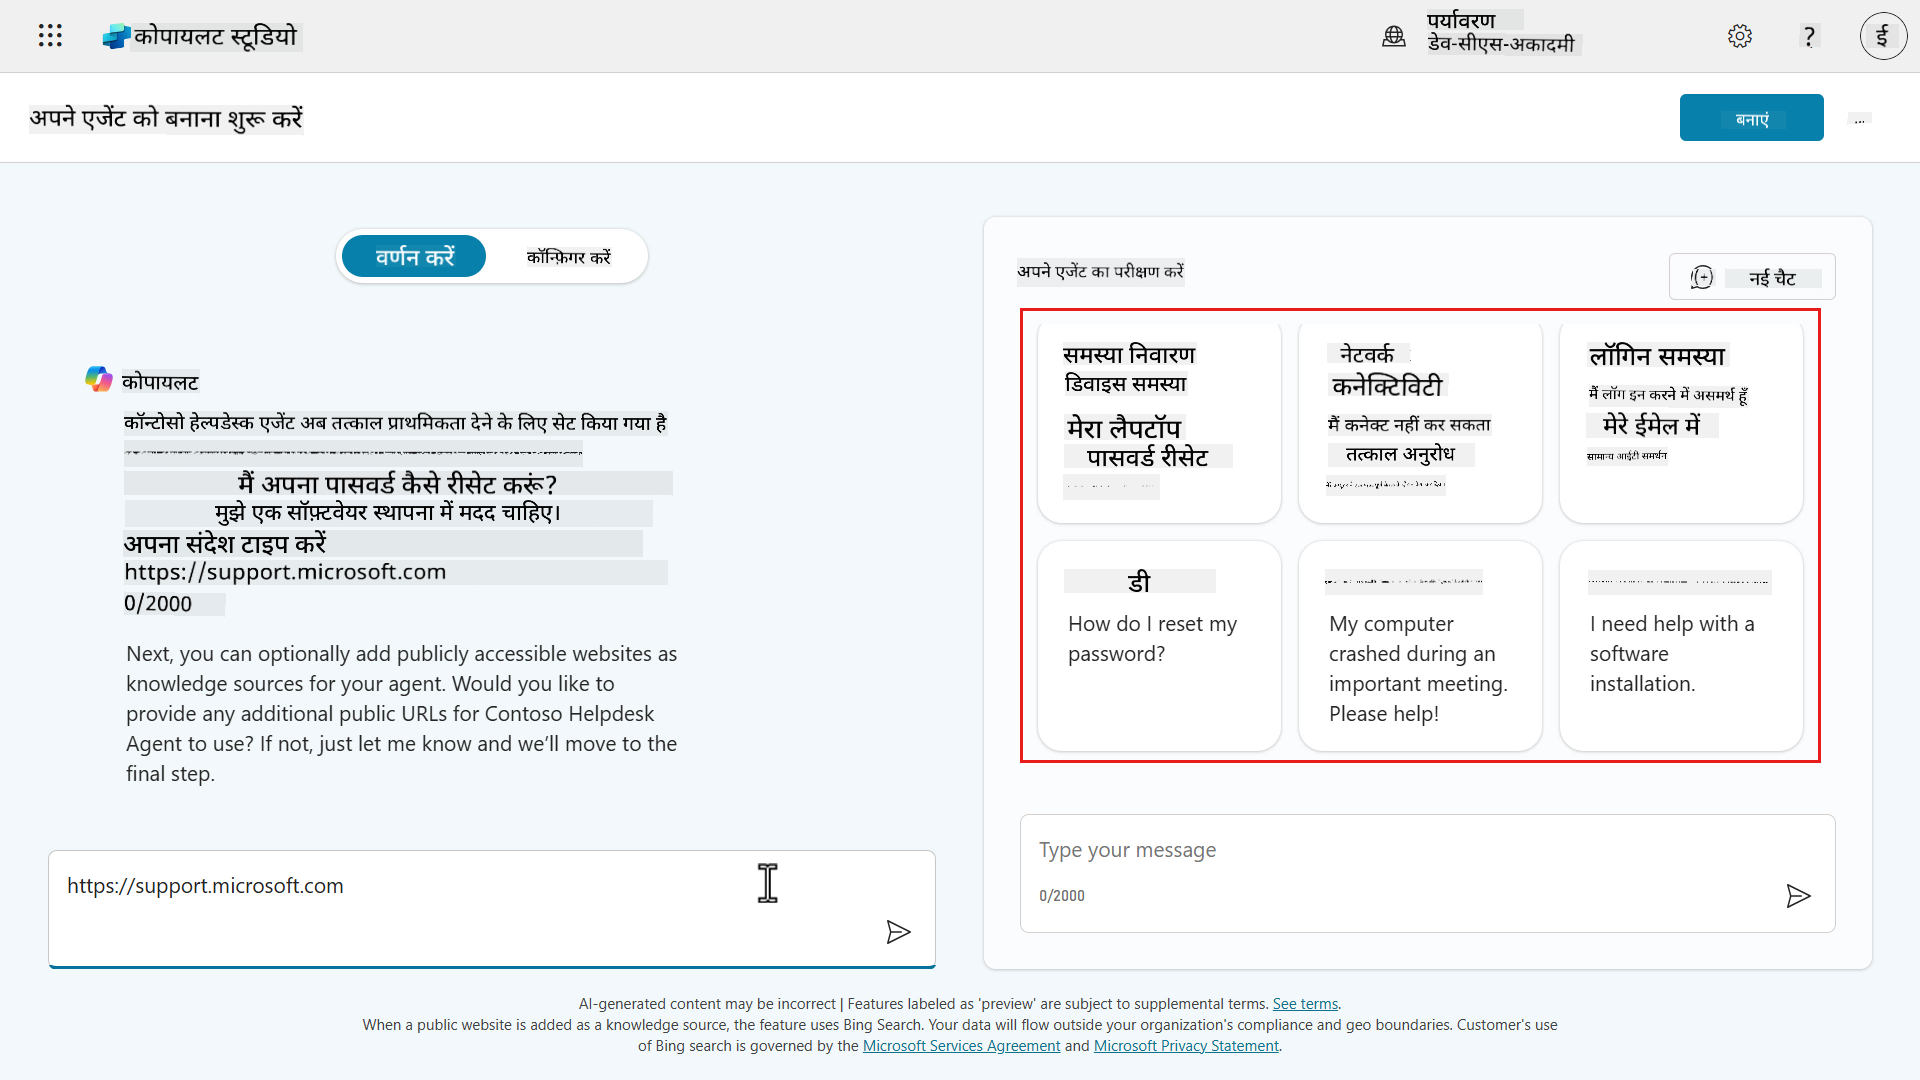 कोपायलट स्टूडियो
पर्यावरण
डेव-सीएस-अकादमी
?
ई
अपने एजेंट को बनाना शुरू करें
बनाएं
...
वर्णन करें
कॉन्फ़िगर करें
कोपायलट
कॉन्टोसो हेल्पडेस्क एजेंट अब तत्काल प्राथमिकता देने के लिए सेट किया गया है
मैं अपना पासवर्ड कैसे रीसेट करूं?
मुझे एक सॉफ़्टवेयर स्थापना में मदद चाहिए।
अपना संदेश टाइप करें
https://support.microsoft.com
0/2000
Next, you can optionally add publicly accessible websites as
knowledge sources for your agent. Would you like to
provide any additional public URLs for Contoso Helpdesk
Agent to use? If not, just let me know and we’ll move to the
final step.
https://support.microsoft.com
अपने एजेंट का परीक्षण करें
नई चैट
समस्या निवारण
डिवाइस समस्या
मेरा लैपटॉप
पासवर्ड रीसेट
नेटवर्क
कनेक्टिविटी
मैं कनेक्ट नहीं कर सकता
तत्काल अनुरोध
लॉगिन समस्या
मैं लॉग इन करने में असमर्थ हूँ
मेरे ईमेल में
सामान्य आईटी समर्थन
डी
How do I reset my
password?
My computer
crashed during an
important meeting.
Please help!
I need help with a
software
installation.
Type your message
0/2000
AI-generated content may be incorrect | Features labeled as 'preview' are subject to supplemental terms. See terms.
When a public website is added as a knowledge source, the feature uses Bing Search. Your data will flow outside your organization's compliance and geo boundaries. Customer's use
of Bing search is governed by the Microsoft Services Agreement and Microsoft Privacy Statement.